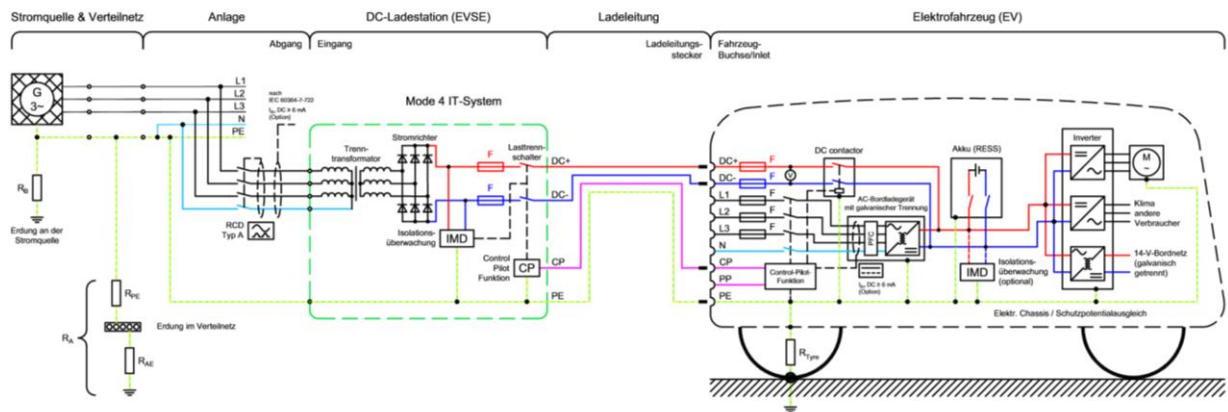 Stromquelle & Verteilnetz
Anlage
DC-Ladestation (EVSE)
Ladeleitung
Elektrofahrzeug (EV)
Abgang
Eingang
Ladeleitungs-
stecker
Fahrzeug-
Buchse/Inlet
G
3~
L1
L2
L3
N
PE
nach
IEC 60364-7-722
DC ≥ 6 mA
(Option)
Mode 4 IT-System
Trenn-
transformator
Stromrichter
Lasttrenn-
schalter
F
F
DC+
DC-
RCD
Typ A
Isolations-
überwachung
IMD
Control
Pilot
Funktion
CP
CP
PE
RB
Erdung an der
Stromquelle
RPE
RA
Erdung im Verteilnetz
RAE
DC+
F
DC-
F
V
L1
F
L2
F
L3
F
N
CP
PP
PE
DC contactor
AC-Bordladegerät
mit galvanischer Trennung
PFC
Control-Pilot-
Funktion
DC ≥ 6 mA
(Option)
Akku (RESS)
IMD
Isolations-
überwachung
(optional)
Inverter
M
~
Klima
andere
Verbraucher
14-V-Bordnetz
(galvanisch
getrennt)
Elektr. Chassis / Schutzpotentialausgleich
RTyre